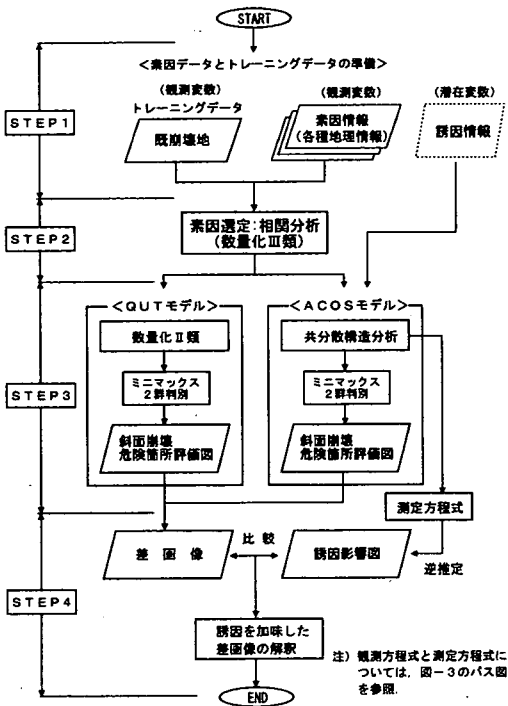 START
<素因データとトレーニングデータの準備>
STEP1
(観測変数)
トレーニングデータ
既崩壊地
(観測変数)
素因情報
(各種地理情報)
(潜在変数)
誘因情報
STEP2
素因選定:相関分析
(数量化Ⅲ類)
STEP3
<QUTモデル>
数量化Ⅱ類
ミニマックス
2群判別
斜面崩壊
危険箇所評価図
<ACOSモデル>
共分散構造分析
ミニマックス
2群判別
斜面崩壊
危険箇所評価図
測定方程式
STEP4
差画像
比較
誘因影響図
逆推定
誘因を加味した
差画像の解釈
END
注) 観測方程式と測定方程式に
ついては、図-3のパス図
を参照.